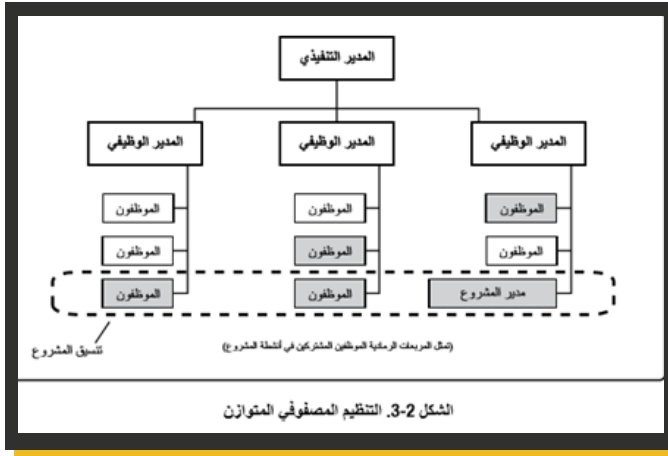 المدير التنفيذي
المدير الوظيفي
المدير الوظيفي
المدير الوظيفي
الموظفون
الموظفون
الموظفون
الموظفون
الموظفون
الموظفون
مدير المشروع
الموظفون
الموظفون
تنسيق المشروع
(تمثل المربعات الرمادية الموظفين المشتركين في أنشطة المشروع)
الشكل 2-3. التنظيم المصفوفي المتوازن